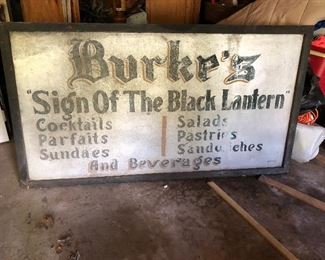 Burke's
"Sign Of The Black Lantern"
Cocktails Salads
Parfaits Pastries
Sundaes Sandwiches
And Beverages